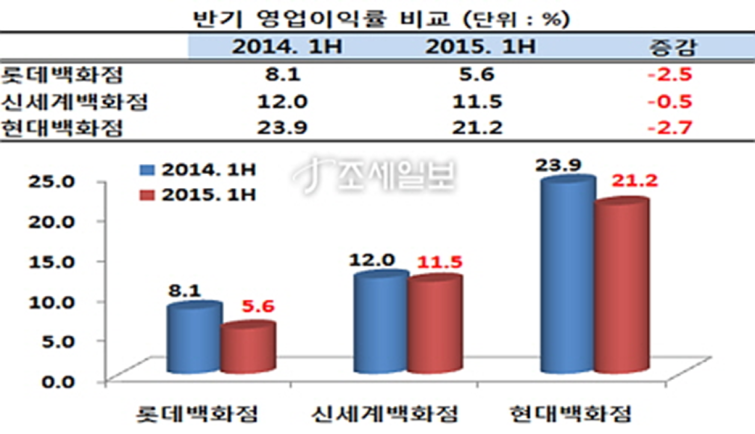 반기 영업이익률 비교 (단위 : %)
2014. 1H 2015. 1H 증감
롯데백화점 8.1 5.6 -2.5
신세계백화점 12.0 11.5 -0.5
현대백화점 23.9 21.2 -2.7
2014. 1H
2015. 1H
조세일보
25.0
20.0
15.0
10.0
5.0
0.0
8.1 5.6
12.0 11.5
23.9 21.2
롯데백화점 신세계백화점 현대백화점